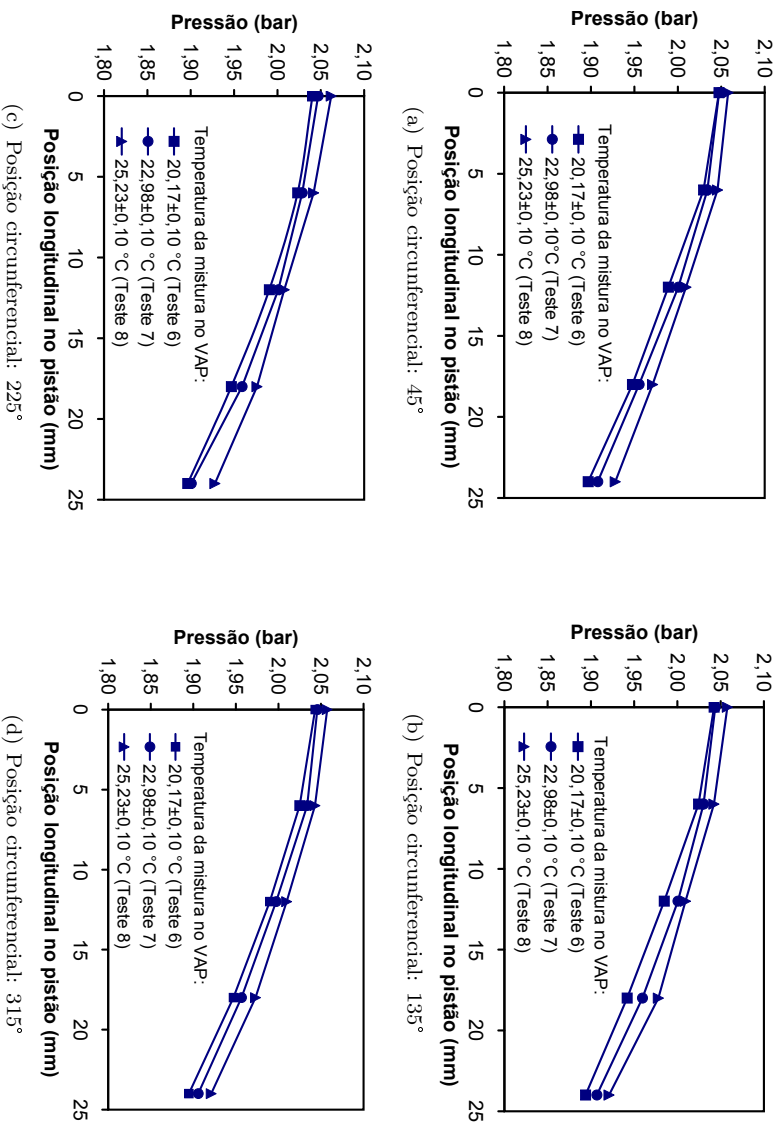 Pressão (bar)
2,10
2,05
2,00
1,95
1,90
1,85
1,80
Temperatura da mistura no VAP:
20,17±0,10 °C (Teste 6)
22,98±0,10°C (Teste 7)
25,23±0,10 °C (Teste 8)
0 5 10 15 20 25
Posição longitudinal no pistão (mm)
(a) Posição circunferencial: 45°
Pressão (bar)
2,10
2,05
2,00
1,95
1,90
1,85
1,80
Temperatura da mistura no VAP:
20,17±0,10 °C (Teste 6)
22,98±0,10 °C (Teste 7)
25,23±0,10 °C (Teste 8)
0 5 10 15 20 25
Posição longitudinal no pistão (mm)
(b) Posição circunferencial: 135°
Pressão (bar)
2,10
2,05
2,00
1,95
1,90
1,85
1,80
Temperatura da mistura no VAP:
20,17±0,10 °C (Teste 6)
22,98±0,10 °C (Teste 7)
25,23±0,10 °C (Teste 8)
0 5 10 15 20 25
Posição longitudinal no pistão (mm)
(c) Posição circunferencial: 225°
Pressão (bar)
2,10
2,05
2,00
1,95
1,90
1,85
1,80
Temperatura da mistura no VAP:
20,17±0,10 °C (Teste 6)
22,98±0,10 °C (Teste 7)
25,23±0,10 °C (Teste 8)
0 5 10 15 20 25
Posição longitudinal no pistão (mm)
(d) Posição circunferencial: 315°